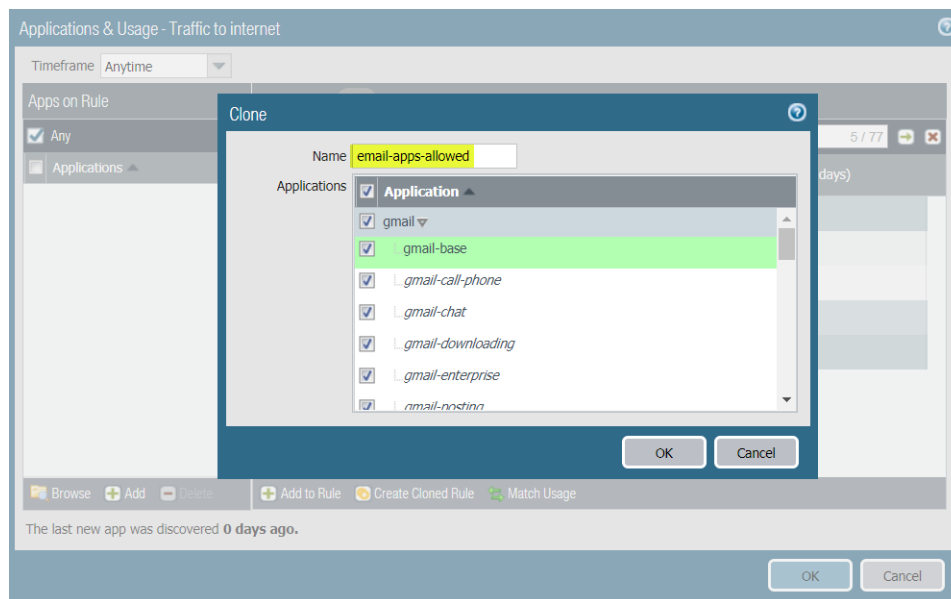 Applications & Usage - Traffic to internet
Timeframe Anytime
Apps on Rule
Any
Applications
5 / 77
days)
Clone
Name email-apps-allowed
Applications
Application
gmail
gmail-base
gmail-call-phone
gmail-chat
gmail-downloading
gmail-enterprise
gmail-posting
OK Cancel
Browse Add Delete Add to Rule Create Cloned Rule Match Usage
The last new app was discovered 0 days ago.
OK Cancel